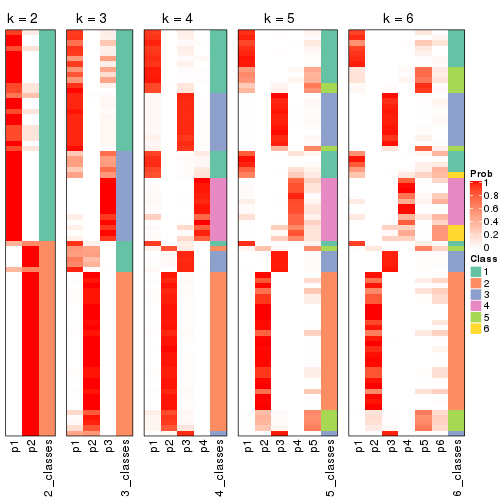 k = 2
k = 3
k = 4
k = 5
k = 6
Prob
1
0.8
0.6
0.4
0.2
0
Class
1
2
3
4
5
6
p1
p2
2_classes
p1
p2
p3
3_classes
p1
p2
p3
p4
4_classes
p1
p2
p3
p4
p5
5_classes
p1
p2
p3
p4
p5
p6
6_classes